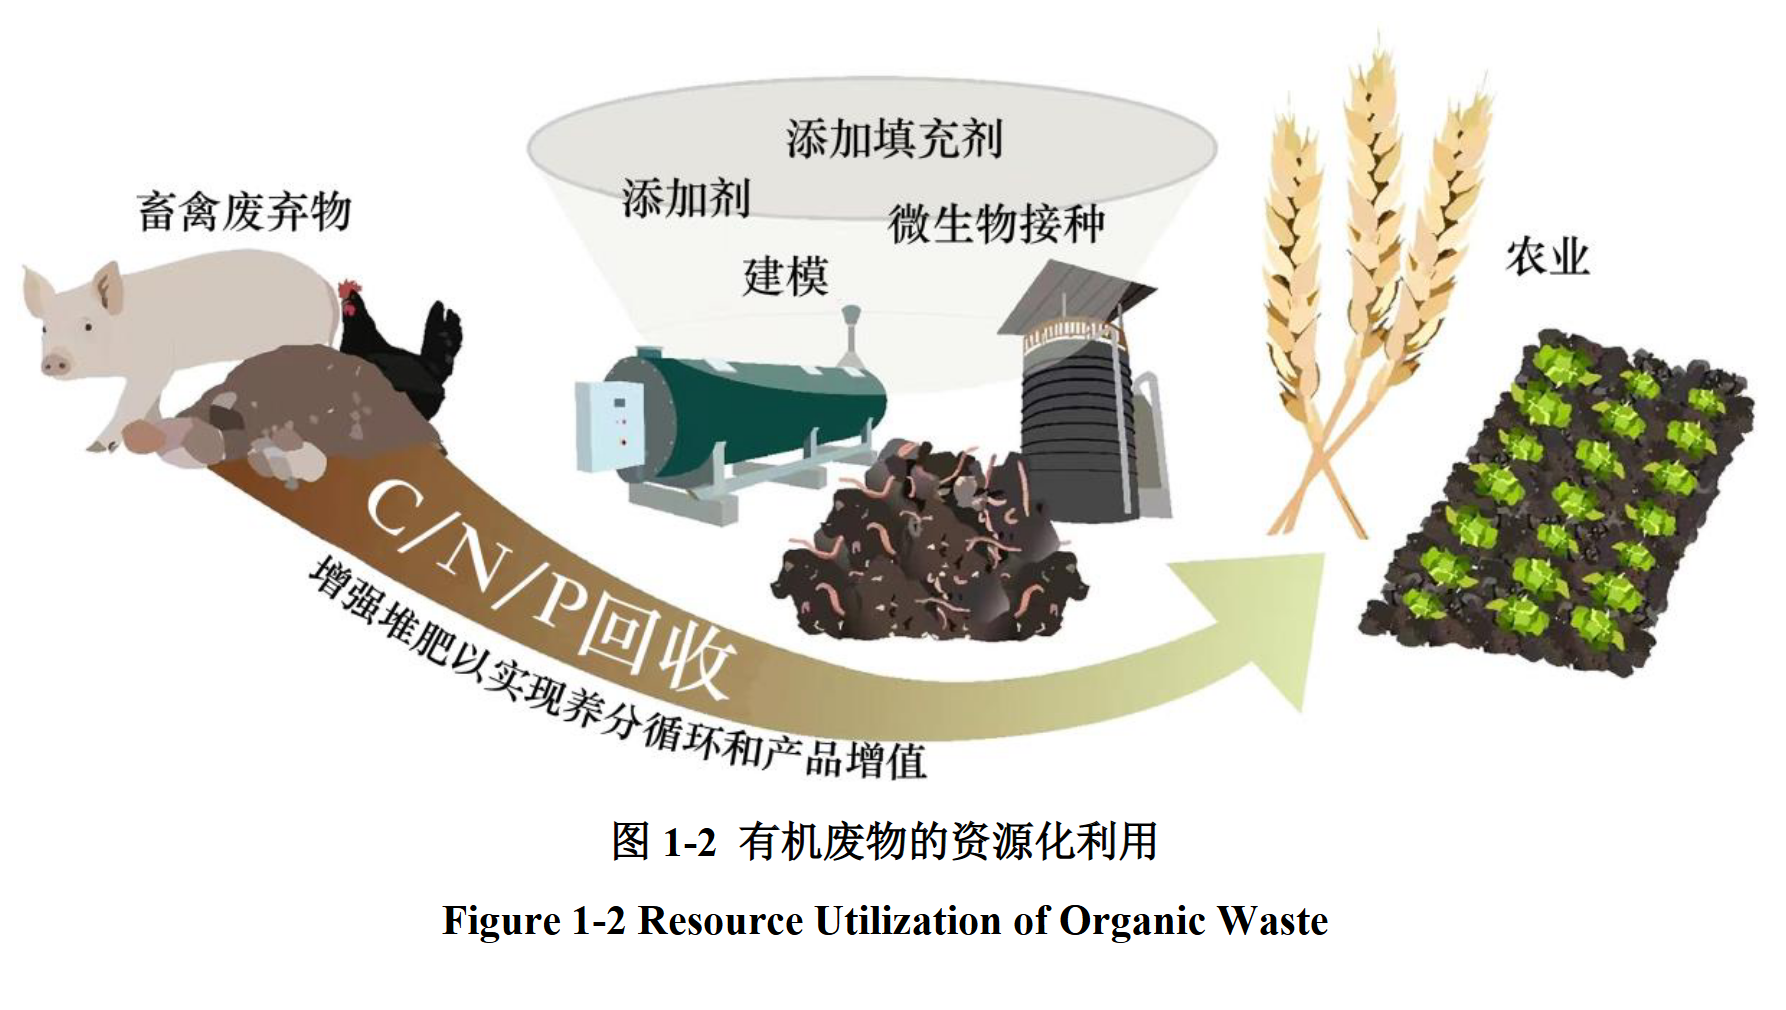 添加填充剂
添加剂
畜禽废弃物
微生物接种
建模
农业
C/N/P回收
增强堆肥以实现养分循环和产品增值
图 1-2 有机废物的资源化利用
Figure 1-2 Resource Utilization of Organic Waste